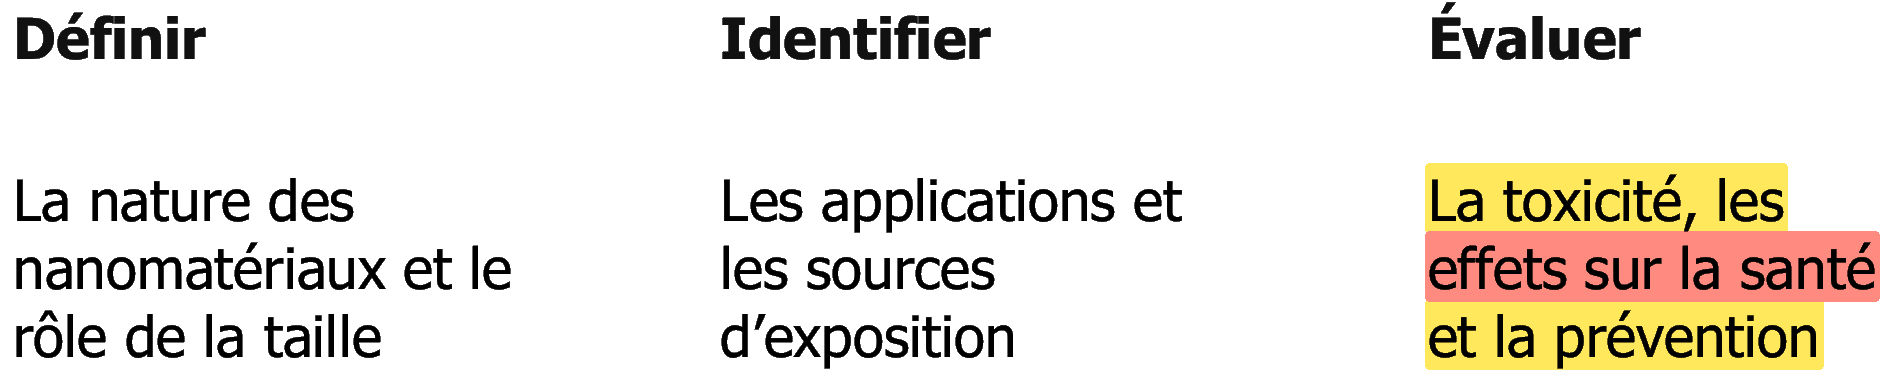 Définir
La nature des
nanomatériaux et le
rôle de la taille
Identifier
Les applications et
les sources
d’exposition
Évaluer
La toxicité, les
effets sur la santé
et la prévention